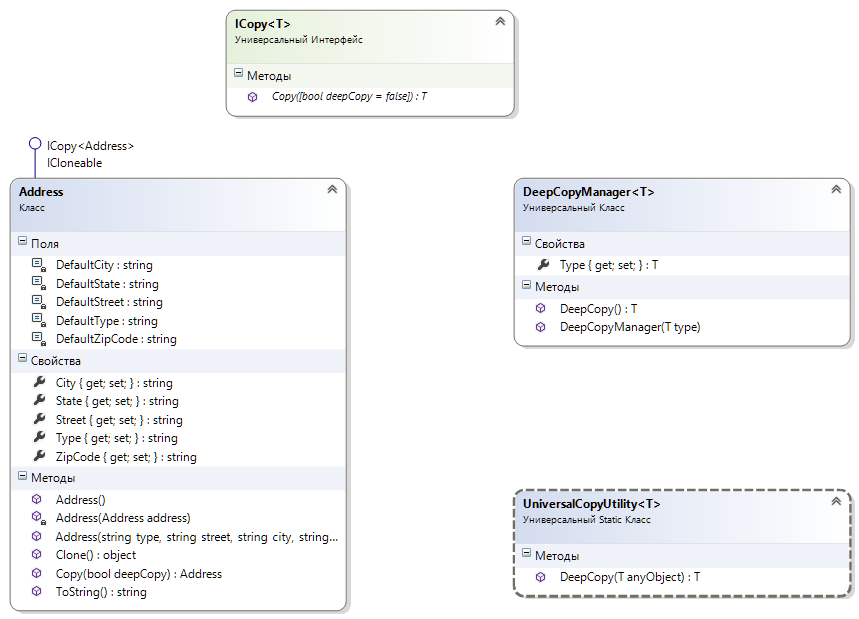 ICopy<T>
Универсальный Интерфейс
Методы
Copy([bool deepCopy = false]) : T
ICopy<Address>
ICloneable
Address
Класс
Поля
DefaultCity : string
DefaultState : string
DefaultStreet : string
DefaultType : string
DefaultZipCode : string
Свойства
City { get; set; } : string
State { get; set; } : string
Street { get; set; } : string
Type { get; set; } : string
ZipCode { get; set; } : string
Методы
Address()
Address(Address address)
Address(string type, string street, string city, string...
Clone() : object
Copy(bool deepCopy) : Address
ToString() : string
DeepCopyManager<T>
Универсальный Класс
Свойства
Type { get; set; } : T
Методы
DeepCopy() : T
DeepCopyManager(T type)
UniversalCopyUtility<T>
Универсальный Static Класс
Методы
DeepCopy(T anyObject) : T